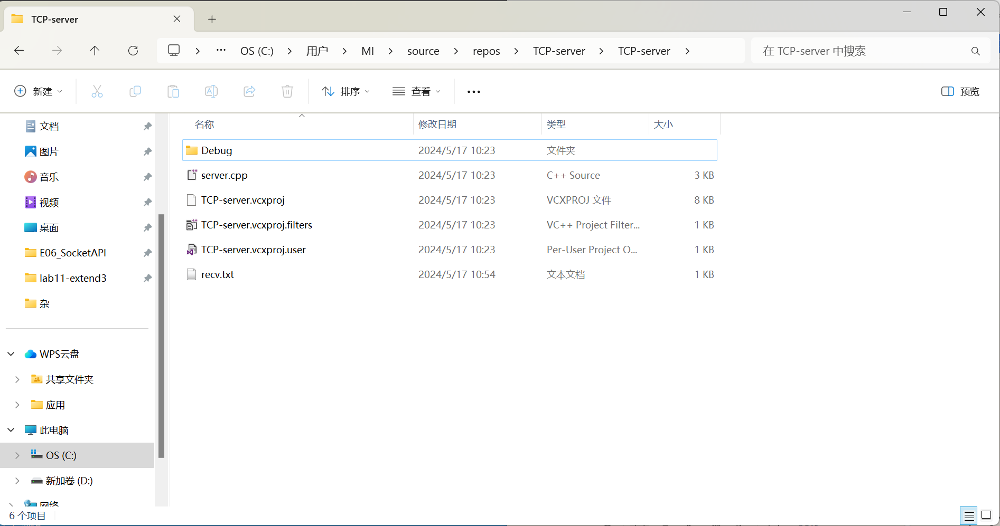 TCP-server
OS (C:) 用户 MI source repos TCP-server TCP-server
在 TCP-server 中搜索
新建 排序 查看 预览
文档
图片
音乐
视频
桌面
E06_SocketAPI
lab11-extend3
杂
WPS云盘
共享文件夹
应用
此电脑
OS (C:)
新加卷 (D:)
网络
名称 修改日期 类型 大小
Debug 2024/5/17 10:23 文件夹
server.cpp 2024/5/17 10:23 C++ Source 3 KB
TCP-server.vcxproj 2024/5/17 10:23 VCXPROJ 文件 8 KB
TCP-server.vcxproj.filters 2024/5/17 10:23 VC++ Project Filter... 1 KB
TCP-server.vcxproj.user 2024/5/17 10:23 Per-User Project O... 1 KB
recv.txt 2024/5/17 10:54 文本文档 1 KB
6 个项目